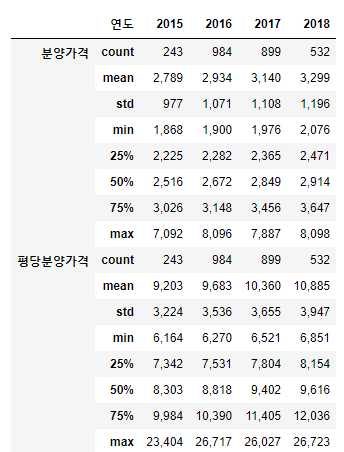 연도 2015 2016 2017 2018
분양가격 count 243 984 899 532
mean 2,789 2,934 3,140 3,299
std 977 1,071 1,108 1,196
min 1,868 1,900 1,976 2,076
25% 2,225 2,282 2,365 2,471
50% 2,516 2,672 2,849 2,914
75% 3,026 3,148 3,456 3,647
max 7,092 8,096 7,887 8,098
평당분양가격 count 243 984 899 532
mean 9,203 9,683 10,360 10,885
std 3,224 3,536 3,655 3,947
min 6,164 6,270 6,521 6,851
25% 7,342 7,531 7,804 8,154
50% 8,303 8,818 9,402 9,616
75% 9,984 10,390 11,405 12,036
max 23,404 26,717 26,027 26,723